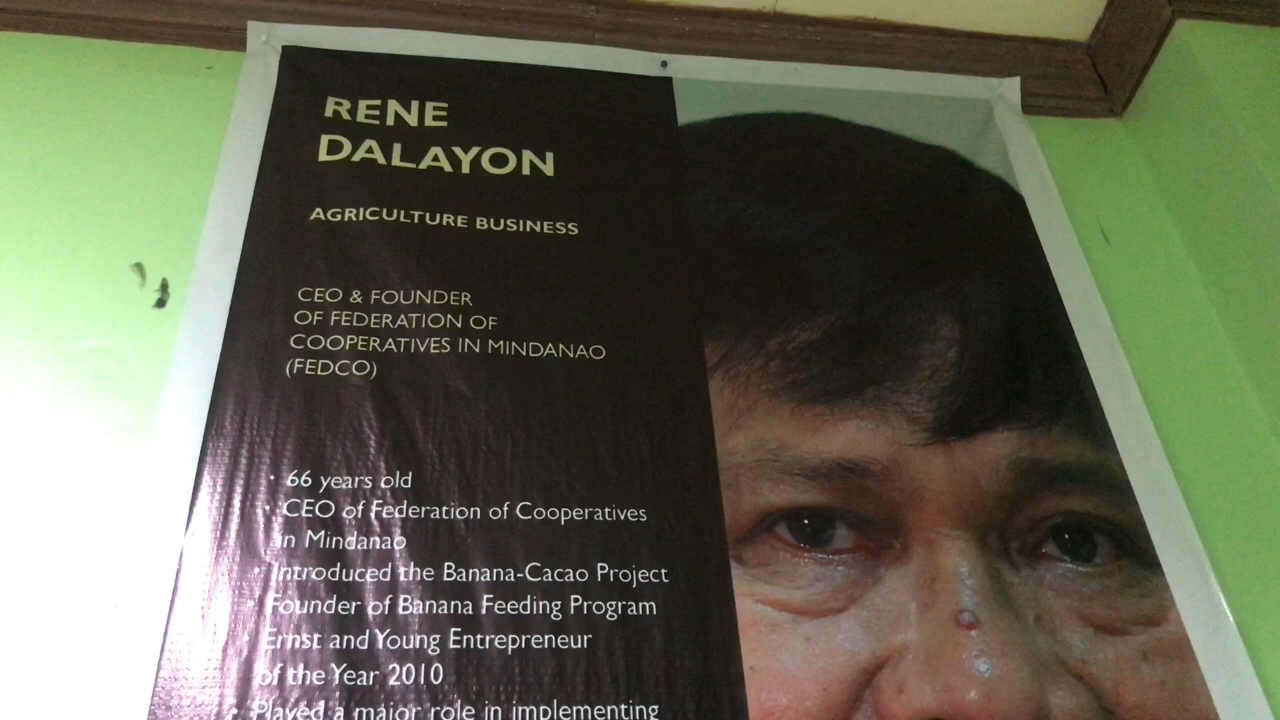 RENE
DALAYON
AGRICULTURE BUSINESS
CEO & FOUNDER
OF FEDERATION OF
COOPERATIVES IN MINDANAO
(FEDCO)
• 66 years old
• CEO of Federation of Cooperatives
in Mindanao
• Introduced the Banana-Cacao Project
• Founder of Banana Feeding Program
• Ernst and Young Entrepreneur
of the Year 2010
• Played a major role in implementing